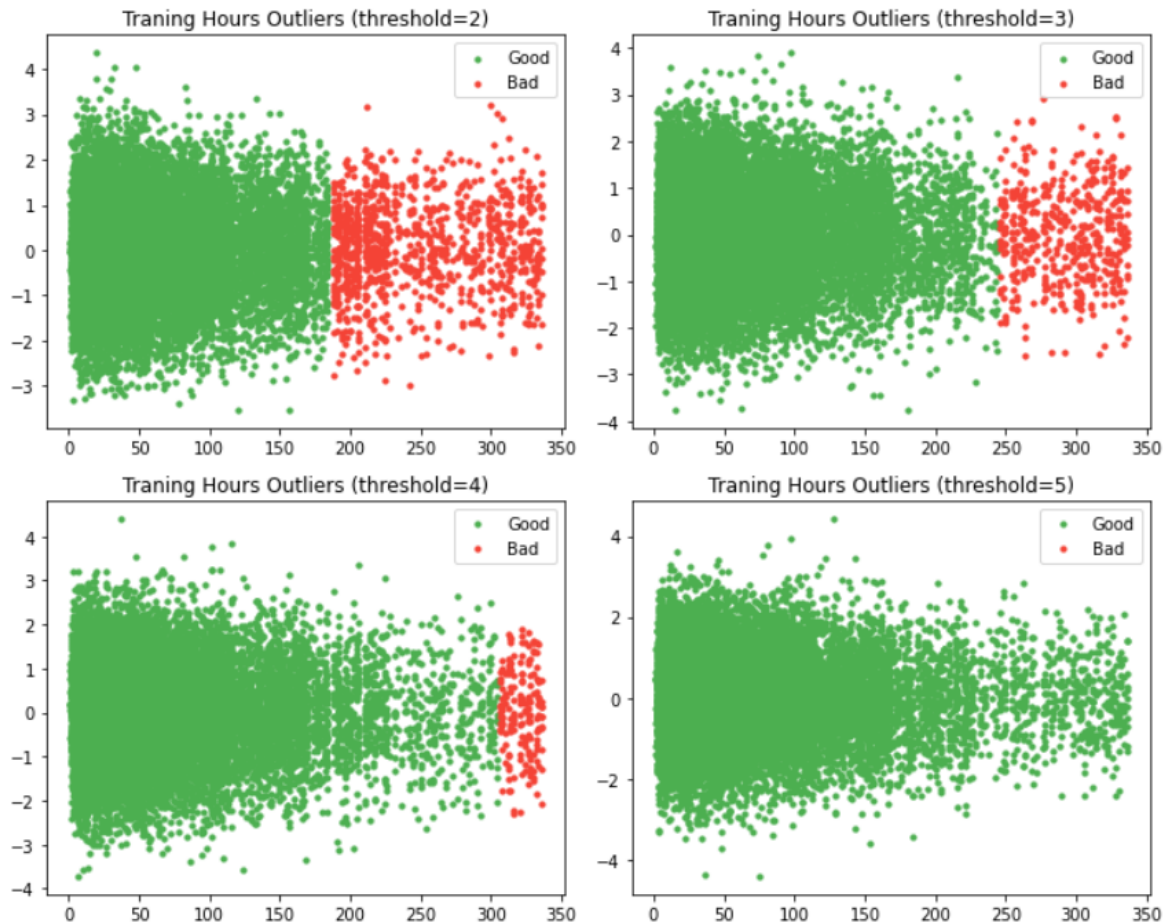 Traning Hours Outliers (threshold=2)
Good
Bad
4
3
2
1
0
−1
−2
−3
0 50 100 150 200 250 300 350
Traning Hours Outliers (threshold=3)
Good
Bad
4
3
2
1
0
−1
−2
−3
−4
0 50 100 150 200 250 300 350
Traning Hours Outliers (threshold=4)
Good
Bad
4
3
2
1
0
−1
−2
−3
−4
0 50 100 150 200 250 300 350
Traning Hours Outliers (threshold=5)
Good
Bad
4
2
0
−2
−4
0 50 100 150 200 250 300 350